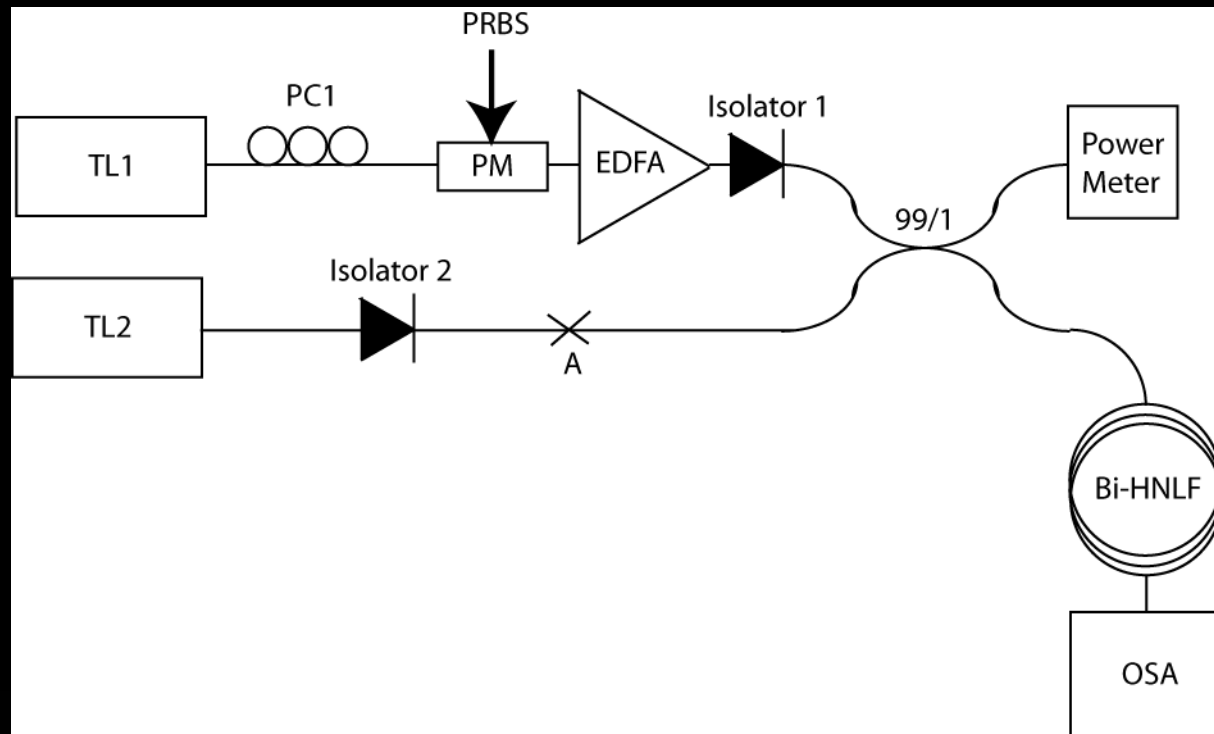 PRBS
PC1
Isolator 1
TL1
PM
EDFA
Power
Meter
99/1
Isolator 2
TL2
A
Bi-HNLF
OSA